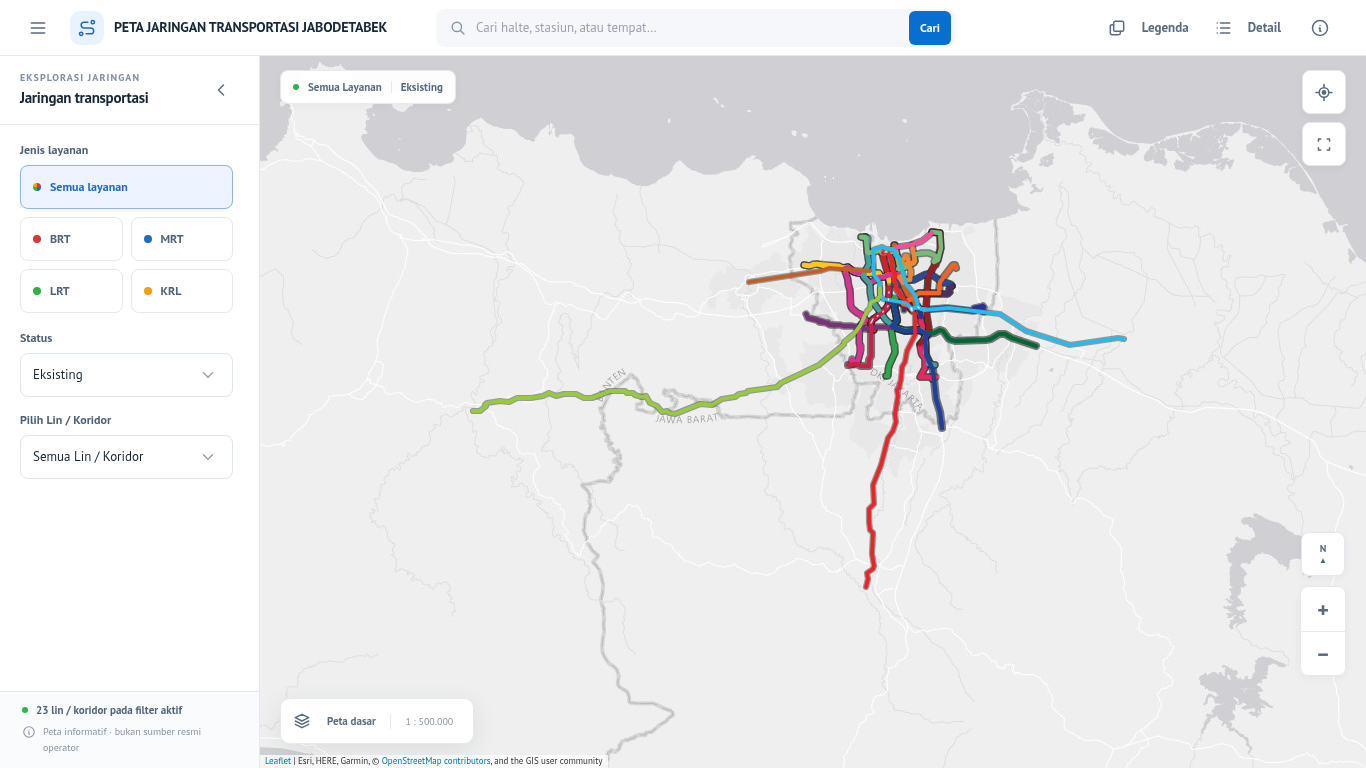 PETA JARINGAN TRANSPORTASI JABODETABEK
Cari halte, stasiun, atau tempat...
Cari
Legenda
Detail
EKSPLORASI JARINGAN
Jaringan transportasi
Jenis layanan
Semua layanan
BRT
MRT
LRT
KRL
Status
Eksisting
Pilih Lin / Koridor
Semua Lin / Koridor
23 lin / koridor pada filter aktif
Peta informatif · bukan sumber resmi
operator
Semua Layanan
Eksisting
JAWA BARAT
N
+
−
Peta dasar
1 : 500.000
Leaflet | Esri, HERE, Garmin, © OpenStreetMap contributors, and the GIS user community